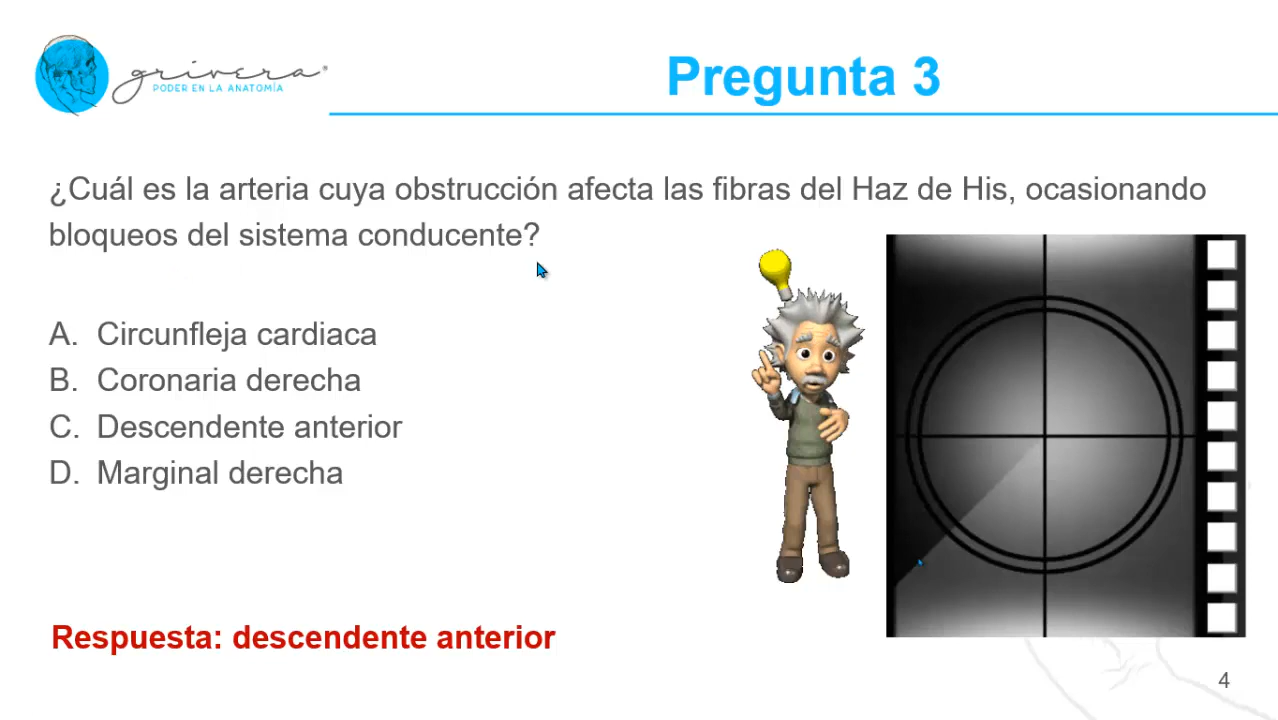 grivera®
PODER EN LA ANATOMÍA
Pregunta 3
¿Cuál es la arteria cuya obstrucción afecta las fibras del Haz de His, ocasionando
bloqueos del sistema conducente?
A. Circunfleja cardiaca
B. Coronaria derecha
C. Descendente anterior
D. Marginal derecha
Respuesta: descendente anterior
4